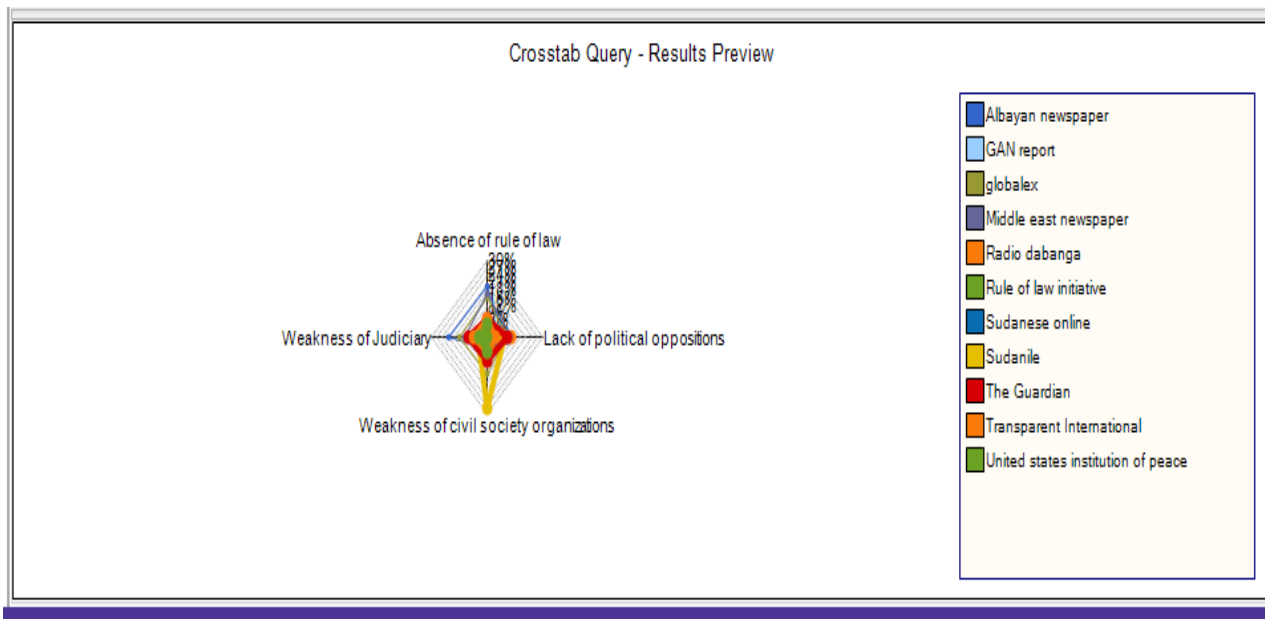 Crosstab Query - Results Preview
Albayan newspaper
GAN report
globalex
Middle east newspaper
Radio dabanga
Rule of law initiative
Sudanese online
Sudanile
The Guardian
Transparent International
United states institution of peace
Absence of rule of law
Weakness of Judiciary
Lack of political oppositions
Weakness of civil society organizations